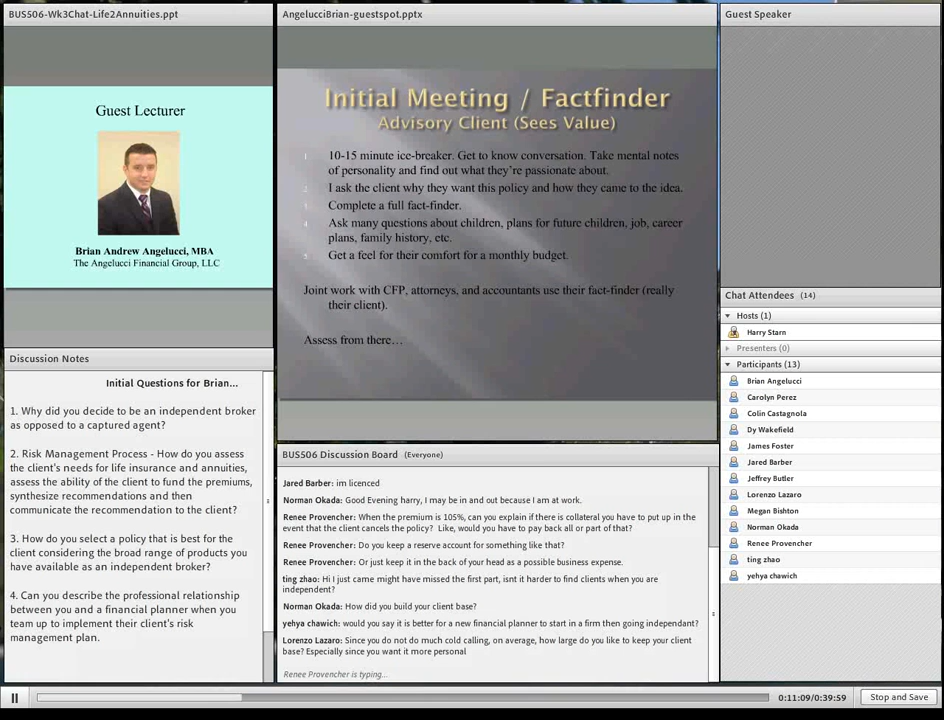 BUS506-Wk3Chat-Life2Annuities.ppt
Guest Lecturer
Brian Andrew Angelucci, MBA
The Angelucci Financial Group, LLC
Discussion Notes
Initial Questions for Brian...
1. Why did you decide to be an independent broker
as opposed to a captured agent?
2. Risk Management Process - How do you assess
the client's needs for life insurance and annuities,
assess the ability of the client to fund the premiums,
synthesize recommendations and then
communicate the recommendation to the client?
3. How do you select a policy that is best for the
client considering the broad range of products you
have available as an independent broker?
4. Can you describe the professional relationship
between you and a financial planner when you
team up to implement their client's risk
management plan.
AngelucciBrian-guestspot.pptx
Initial Meeting / Factfinder
Advisory Client (Sees Value)
1. 10-15 minute ice-breaker. Get to know conversation. Take mental notes
of personality and find out what they're passionate about.
2. I ask the client why they want this policy and how they came to the idea.
3. Complete a full fact-finder.
4. Ask many questions about children, plans for future children, job, career
plans, family history, etc.
5. Get a feel for their comfort for a monthly budget.
Joint work with CFP, attorneys, and accountants use their fact-finder (really
their client).
Assess from there…
BUS506 Discussion Board (Everyone)
Jared Barber: im licenced
Norman Okada: Good Evening harry, I may be in and out because I am at work.
Renee Provencher: When the premium is 105%, can you explain if there is collateral you have to put up in the
event that the client cancels the policy? Like, would you have to pay back all or part of that?
Renee Provencher: Do you keep a reserve account for something like that?
Renee Provencher: Or just keep it in the back of your head as a possible business expense.
ting zhao: Hi I just came might have missed the first part, isnt it harder to find clients when you are
independent?
Norman Okada: How did you build your client base?
yehya chawich: would you say it is better for a new financial planner to start in a firm then going independant?
Lorenzo Lazaro: Since you do not do much cold calling, on average, how large do you like to keep your client
base? Especially since you want it more personal
Renee Provencher is typing...
Guest Speaker
Chat Attendees (14)
Hosts (1)
Harry Starn
Presenters (0)
Participants (13)
Brian Angelucci
Carolyn Perez
Colin Castagnola
Dy Wakefield
James Foster
Jared Barber
Jeffrey Butler
Lorenzo Lazaro
Megan Bishton
Norman Okada
Renee Provencher
ting zhao
yehya chawich
0:11:09/0:39:59
Stop and Save